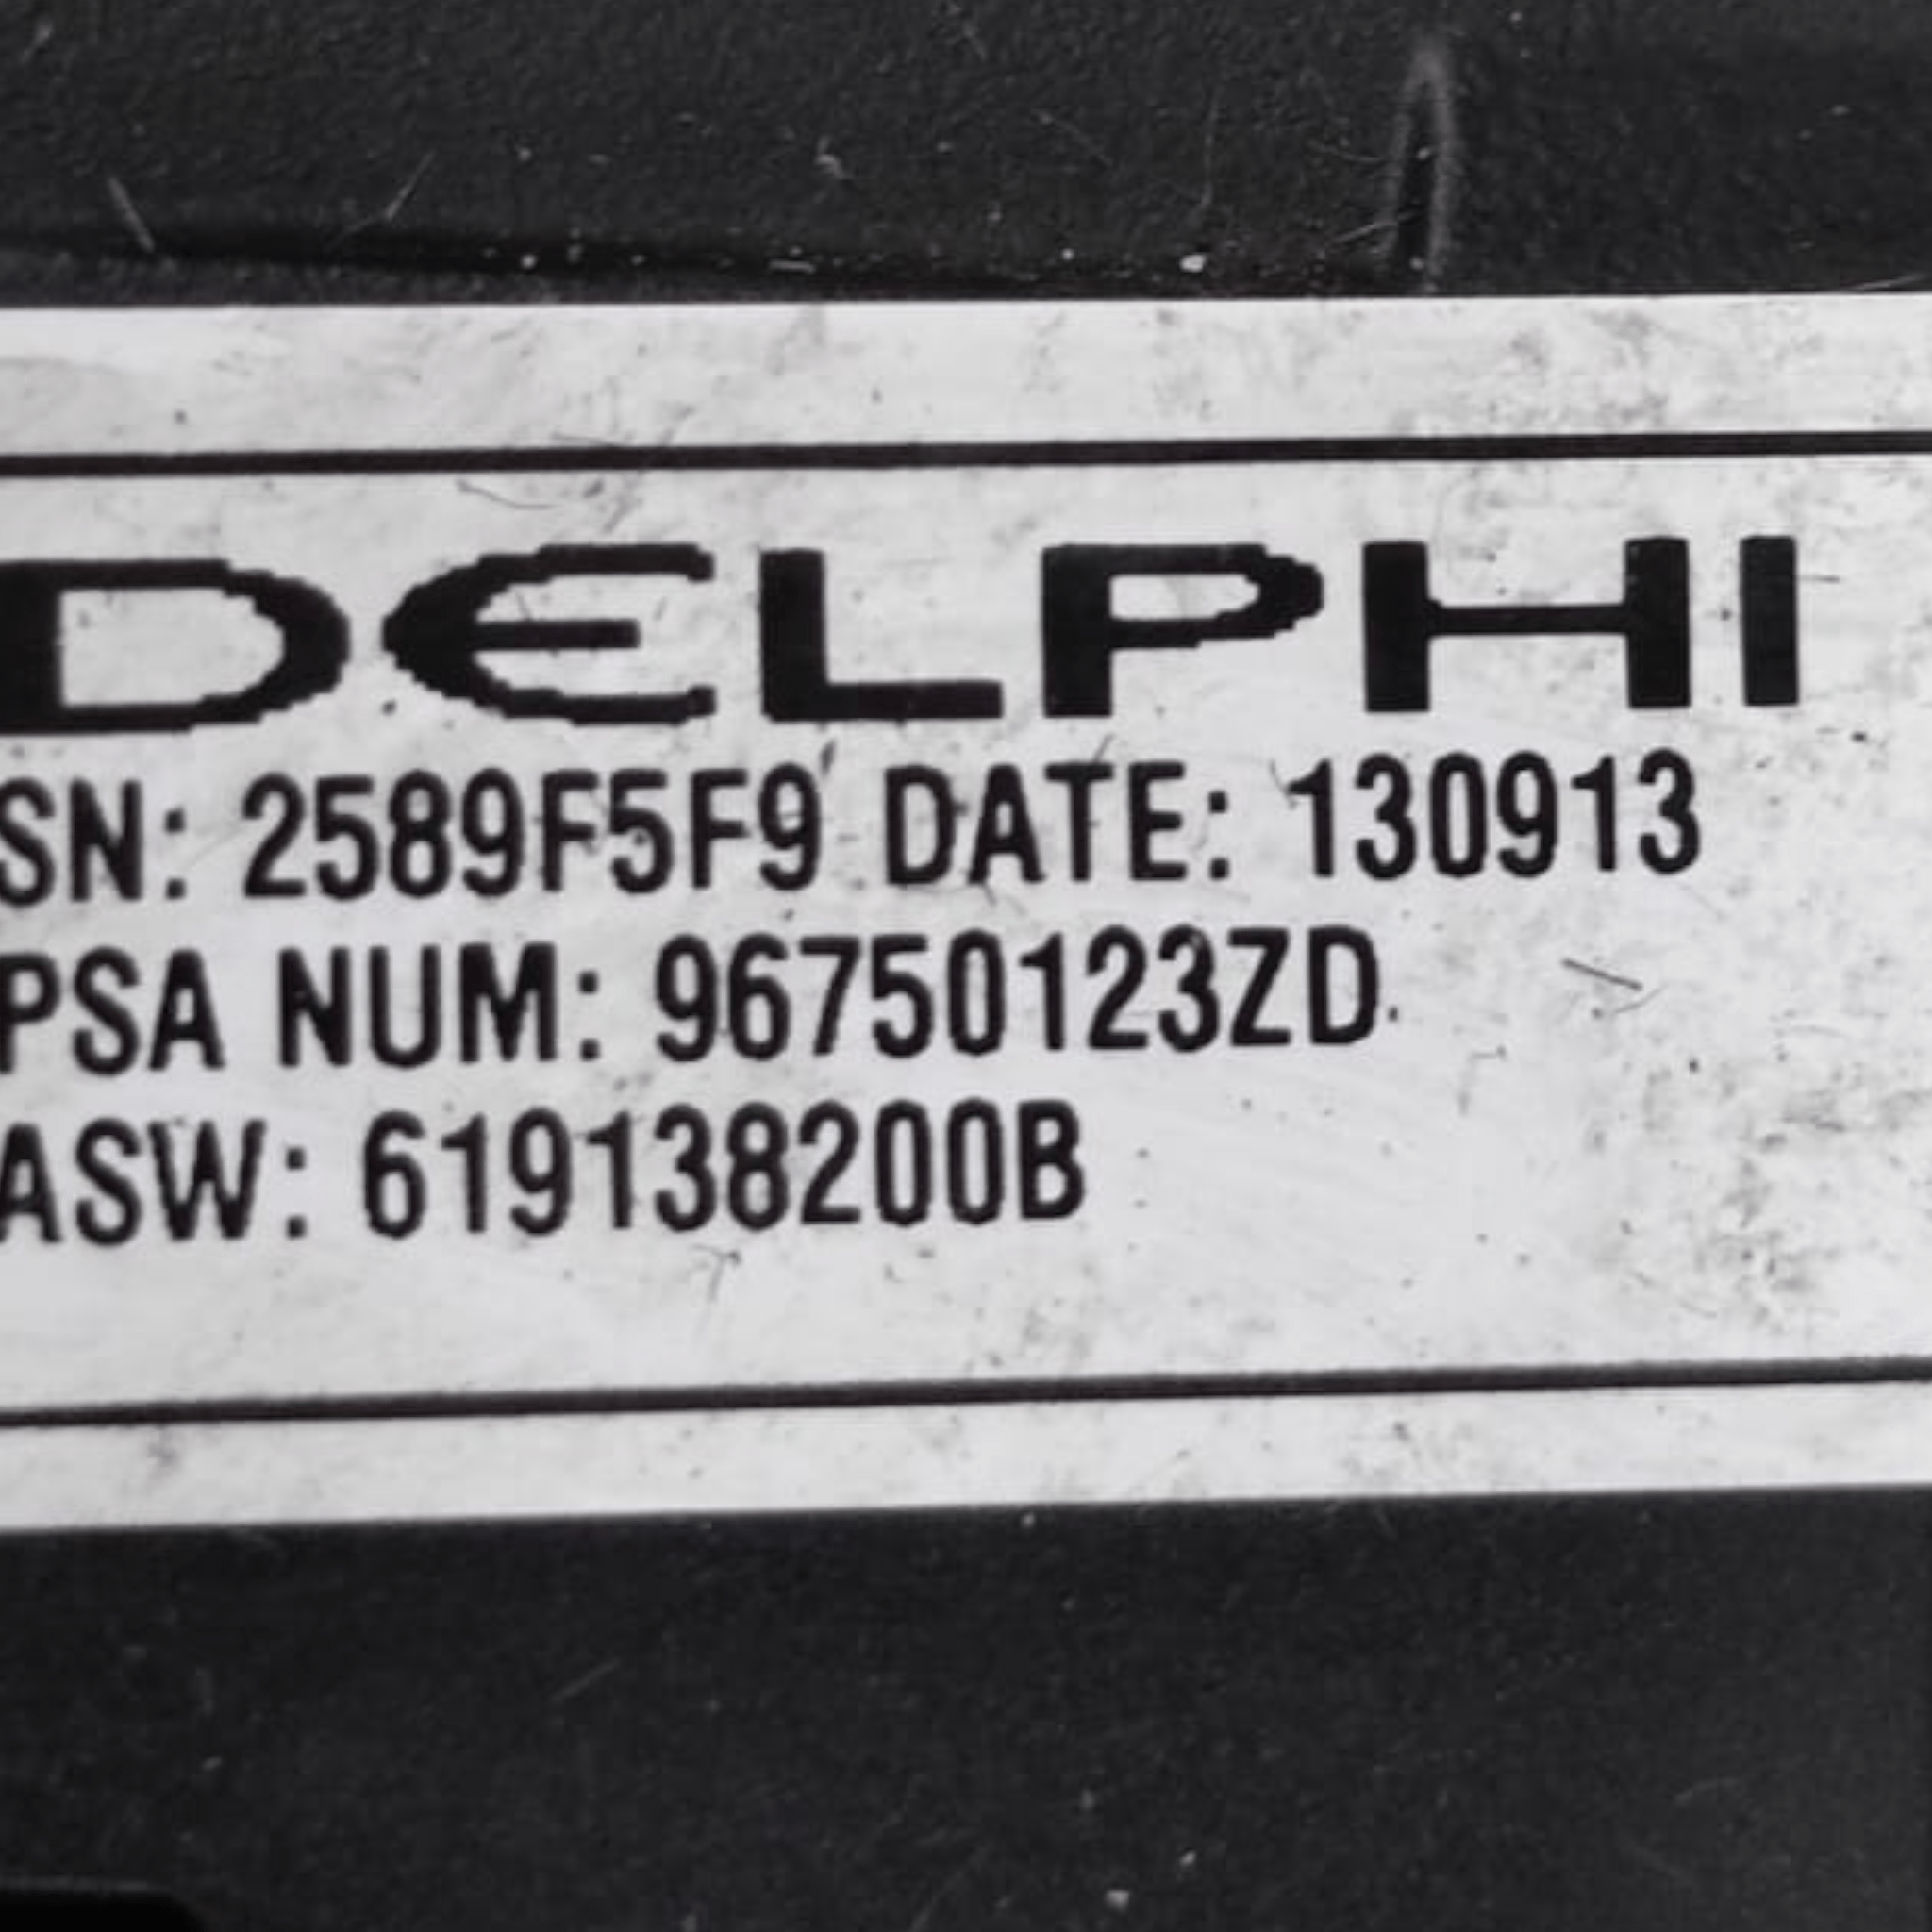 DELPHI
SN: 2589F5F9 DATE: 130913
PSA NUM: 96750123ZD
ASW: 619138200B